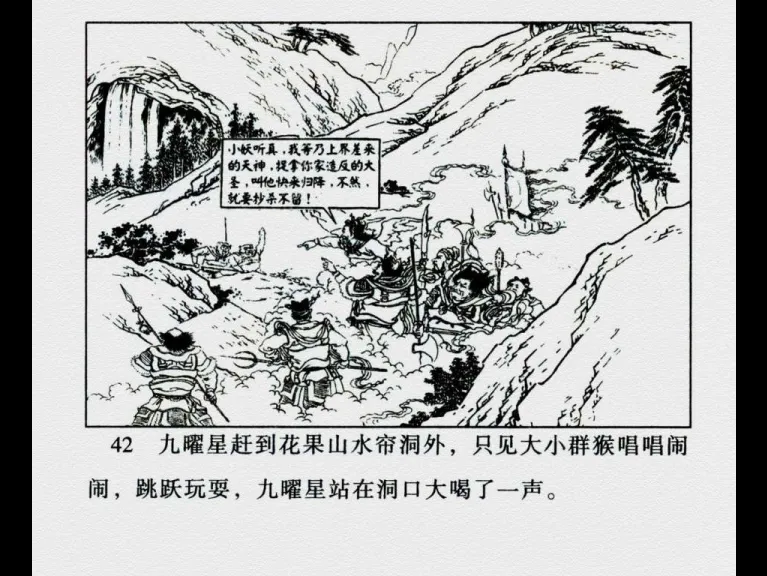 小妖听真，我等乃上界差来
的天神，捉拿你家造反的大
圣，叫他快来归降，不然，
就要抄杀不留！
42 九曜星赶到花果山水帘洞外，只见大小群猴唱唱闹
闹，跳跃玩耍，九曜星站在洞口大喝了一声。